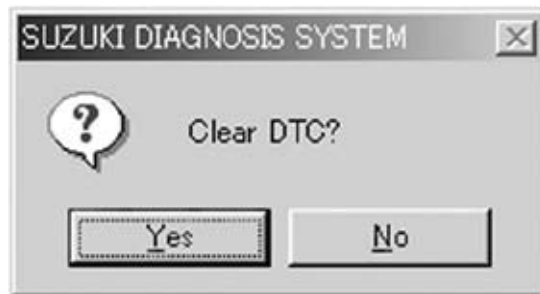 SUZUKI DIAGNOSIS SYSTEM
?
Clear DTC?
Yes No